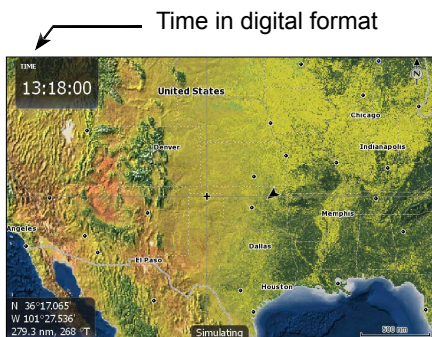 Time in digital format
TIME
13:18:00
N
United States
Chicago
Denver
Indianapolis
Memphis
Angeles
Dallas
El Paso
Houston
N 36°17.065'
W 101°27.536'
279.3 nm, 268 °T
Simulating
500 nm